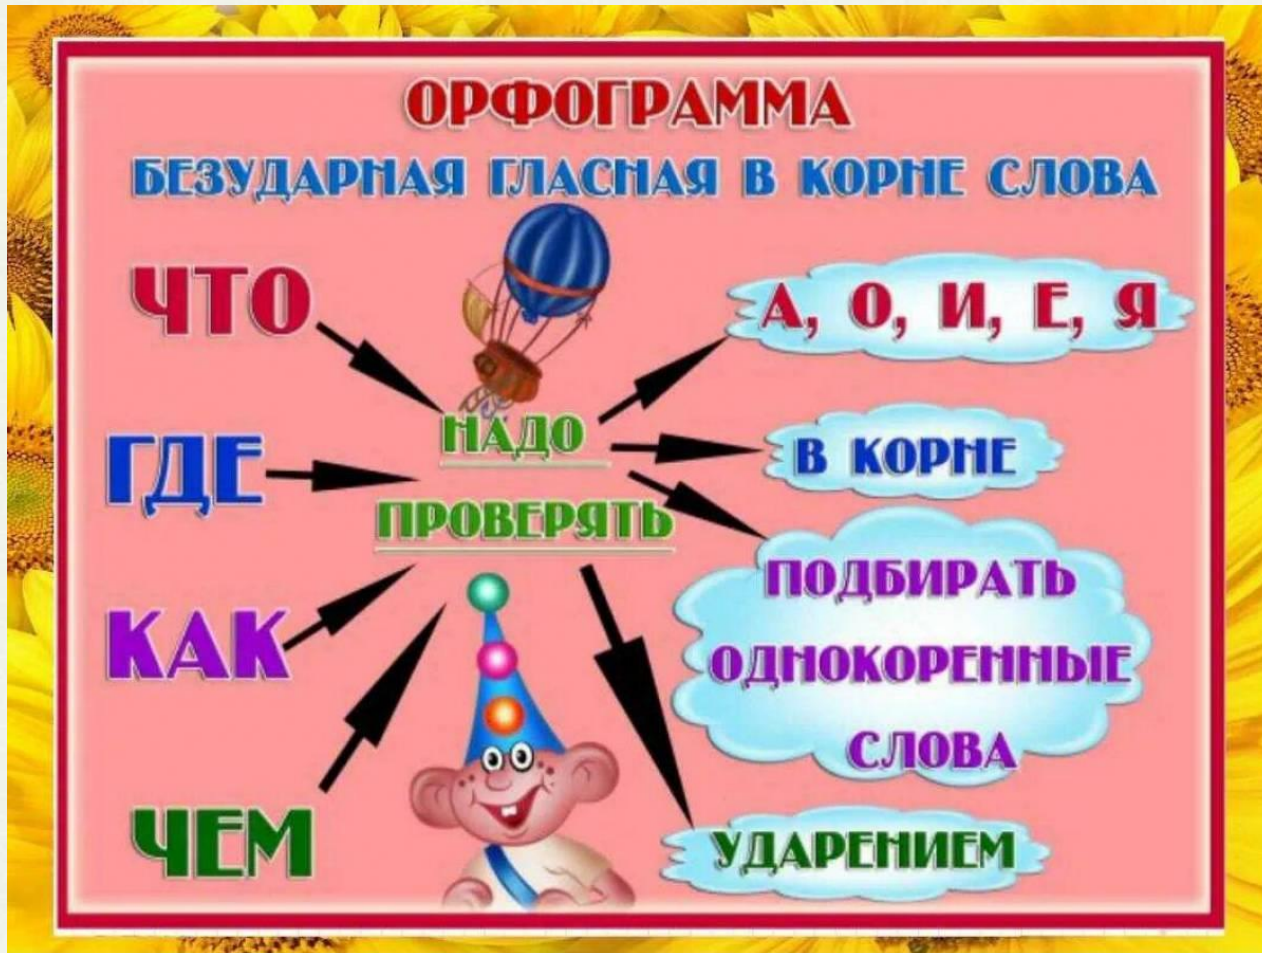 ОРФОГРАММА
БЕЗУДАРНАЯ ГЛАСНАЯ В КОРНЕ СЛОВА
ЧТО
ГДЕ
КАК
ЧЕМ
НАДО
ПРОВЕРЯТЬ
А, О, И, Е, Я
В КОРНЕ
ПОДБИРАТЬ
ОДНОКОРЕННЫЕ
СЛОВА
УДАРЕНИЕМ